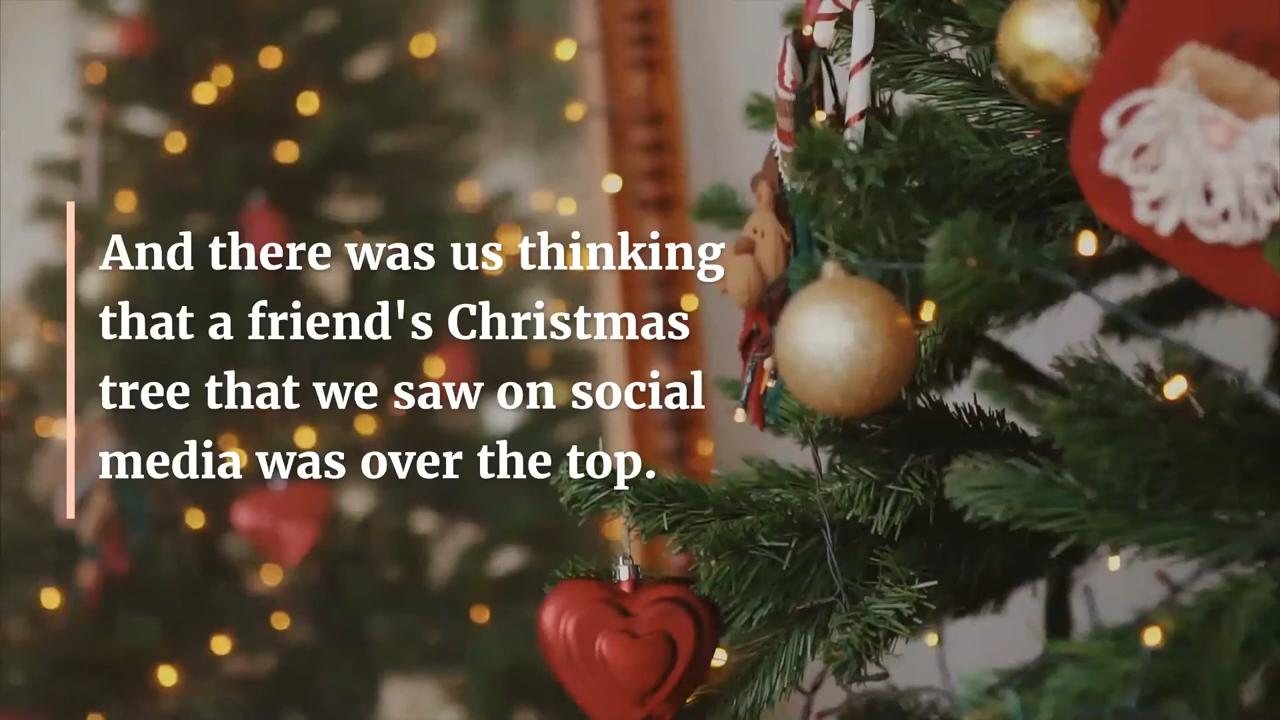 And there was us thinking
that a friend's Christmas
tree that we saw on social
media was over the top.